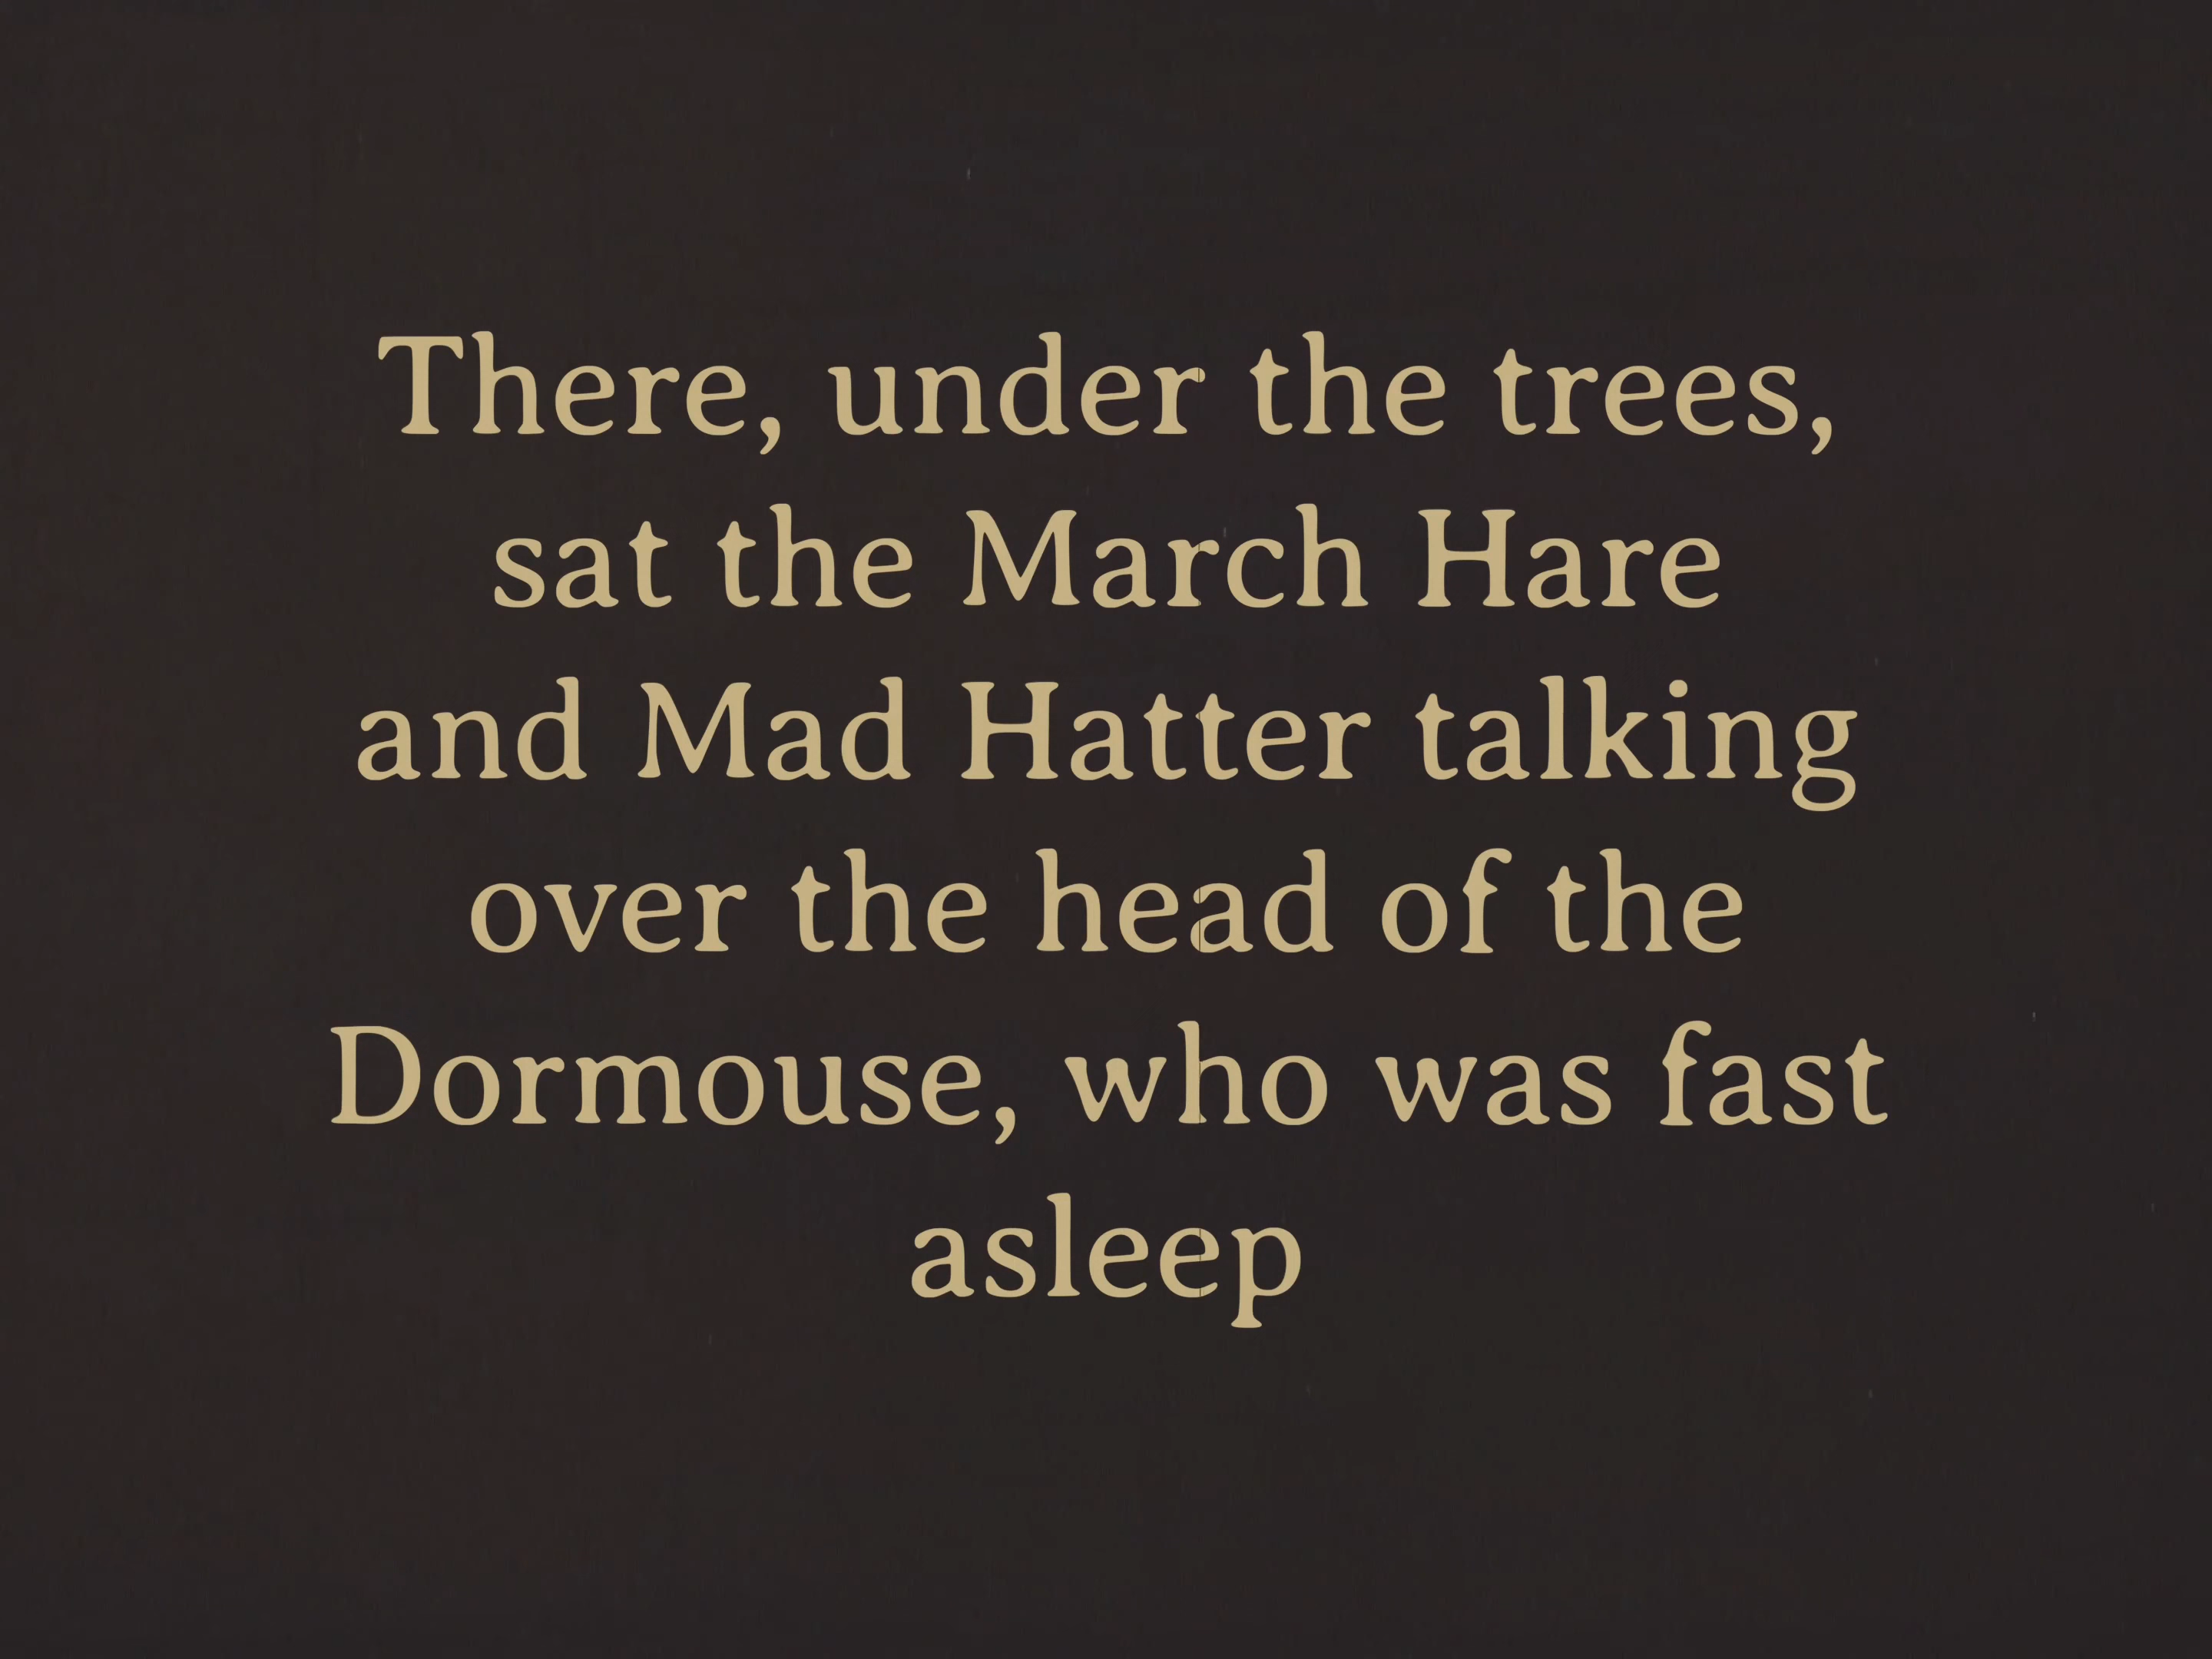 There, under the trees,
sat the March Hare
and Mad Hatter talking
over the head of the
Dormouse, who was fast
asleep